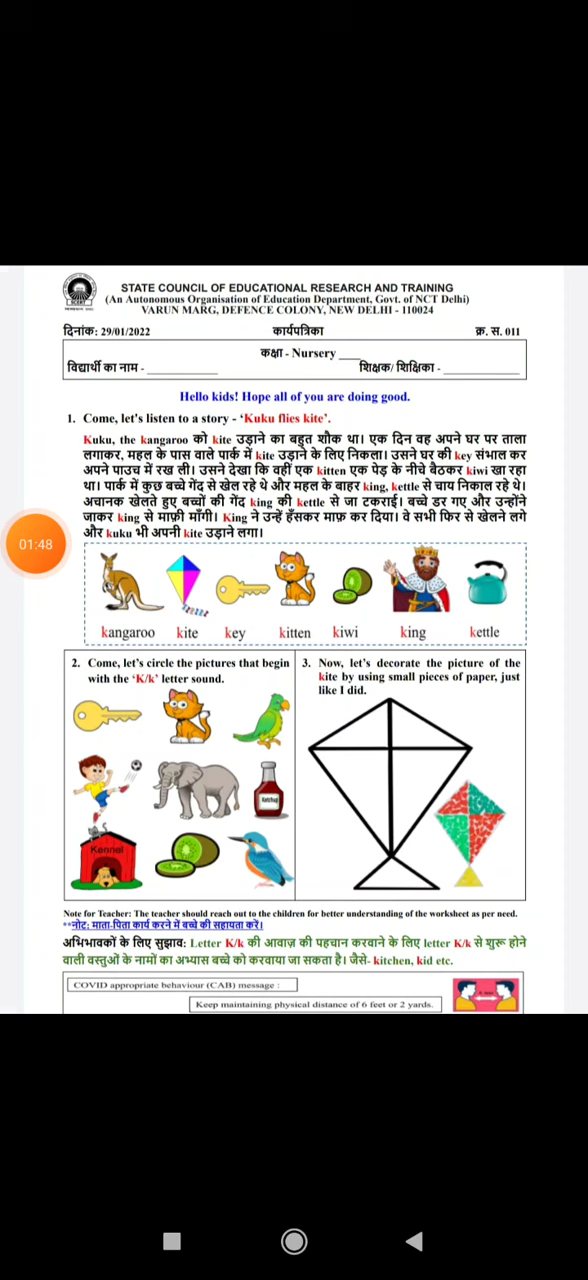 STATE COUNCIL OF EDUCATIONAL RESEARCH AND TRAINING
(An Autonomous Organisation of Education Department, Govt. of NCT Delhi)
VARUN MARG, DEFENCE COLONY, NEW DELHI - 110024
SCERT
दिनांक: 29/01/2022 कार्यपत्रिका क्र. स. 011
कक्षा - Nursery ____
विद्यार्थी का नाम - ____________ शिक्षक/ शिक्षिका - ____________
Hello kids! Hope all of you are doing good.
1. Come, let's listen to a story - ‘Kuku flies kite’.
Kuku, the kangaroo को kite उड़ाने का बहुत शौक था। एक दिन वह अपने घर पर ताला
लगाकर, महल के पास वाले पार्क में kite उड़ाने के लिए निकला। उसने घर की key संभाल कर
अपने पाउच में रख ली। उसने देखा कि वहीं एक kitten एक पेड़ के नीचे बैठकर kiwi खा रहा
था। पार्क में कुछ बच्चे गेंद से खेल रहे थे और महल के बाहर king, kettle से चाय निकाल रहे थे।
अचानक खेलते हुए बच्चों की गेंद king की kettle से जा टकराई। बच्चे डर गए और उन्होंने
जाकर king से माफ़ी माँगी। King ने उन्हें हँसकर माफ़ कर दिया। वे सभी फिर से खेलने लगे
और kuku भी अपनी kite उड़ाने लगा।
01:48
kangaroo kite key kitten kiwi king kettle
2. Come, let’s circle the pictures that begin
with the ‘K/k’ letter sound.
Ketchup
Kennel
3. Now, let’s decorate the picture of the
kite by using small pieces of paper, just
like I did.
Note for Teacher: The teacher should reach out to the children for better understanding of the worksheet as per need.
**नोट: माता-पिता कार्य करने में बच्चे की सहायता करें।
अभिभावकों के लिए सुझाव: Letter K/k की आवाज़ की पहचान करवाने के लिए letter K/k से शुरू होने
वाली वस्तुओं के नामों का अभ्यास बच्चे को करवाया जा सकता है। जैसे- kitchen, kid etc.
COVID appropriate behaviour (CAB) message :
Keep maintaining physical distance of 6 feet or 2 yards.